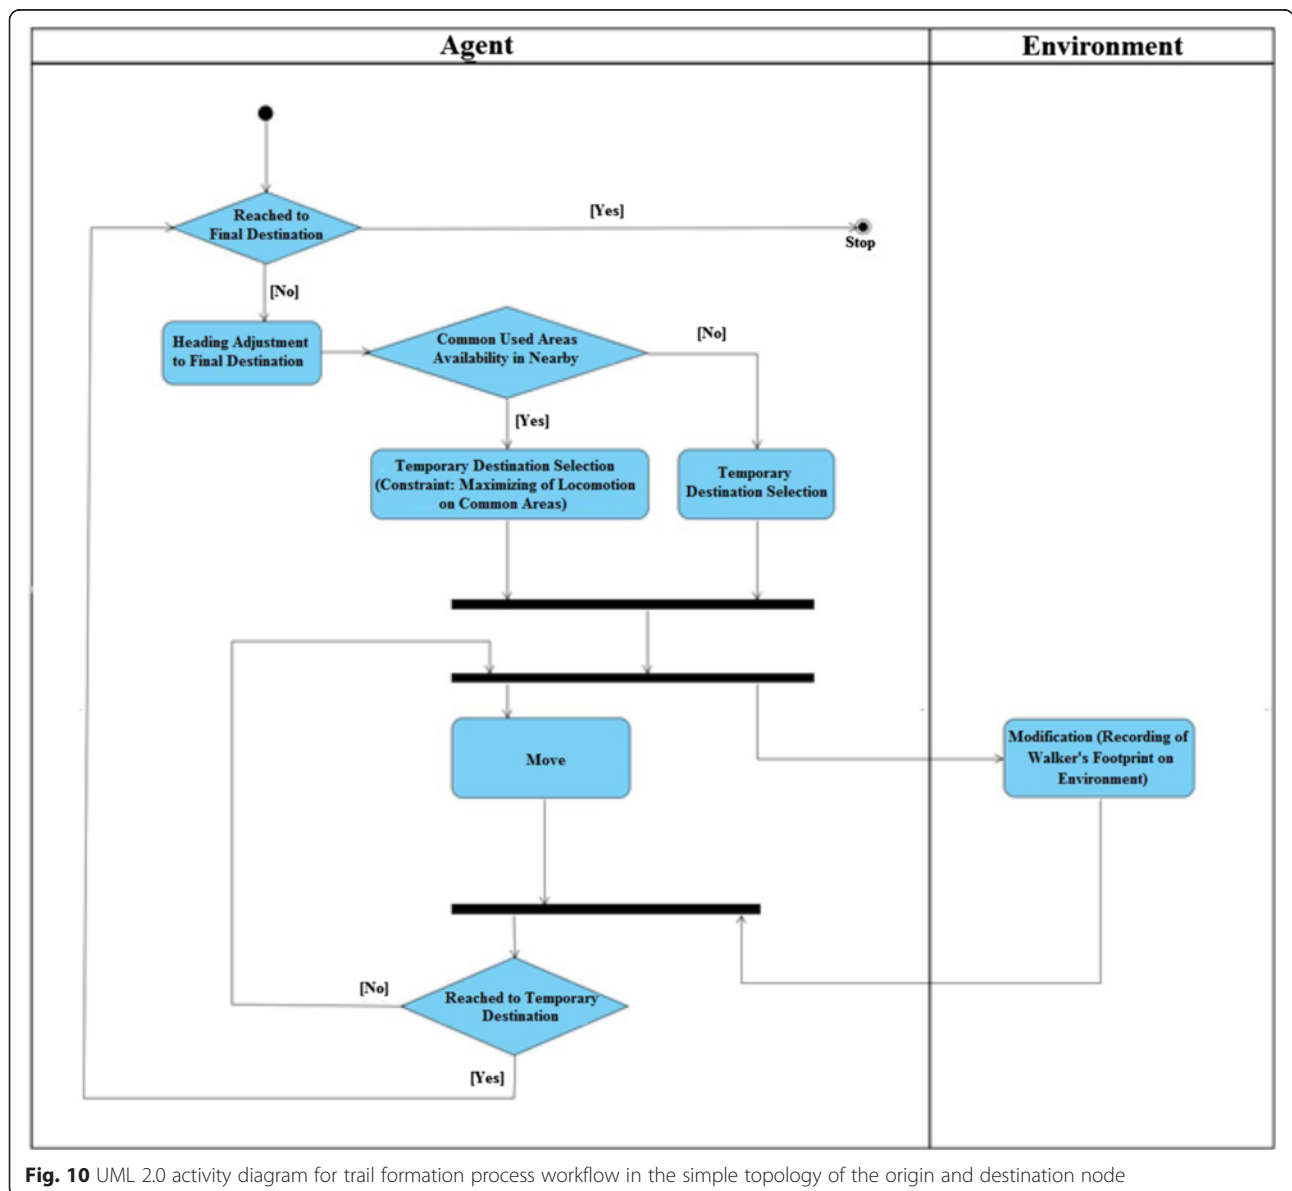 Agent
Environment
Reached to
Final Destination
[Yes]
Stop
[No]
Heading Adjustment
to Final Destination
Common Used Areas
Availability in Nearby
[No]
[Yes]
Temporary Destination Selection
(Constraint: Maximizing of Locomotion
on Common Areas)
Temporary
Destination Selection
Move
Modification (Recording of
Walker's Footprint on
Environment)
Reached to Temporary
Destination
[No]
[Yes]
Fig. 10 UML 2.0 activity diagram for trail formation process workflow in the simple topology of the origin and destination node